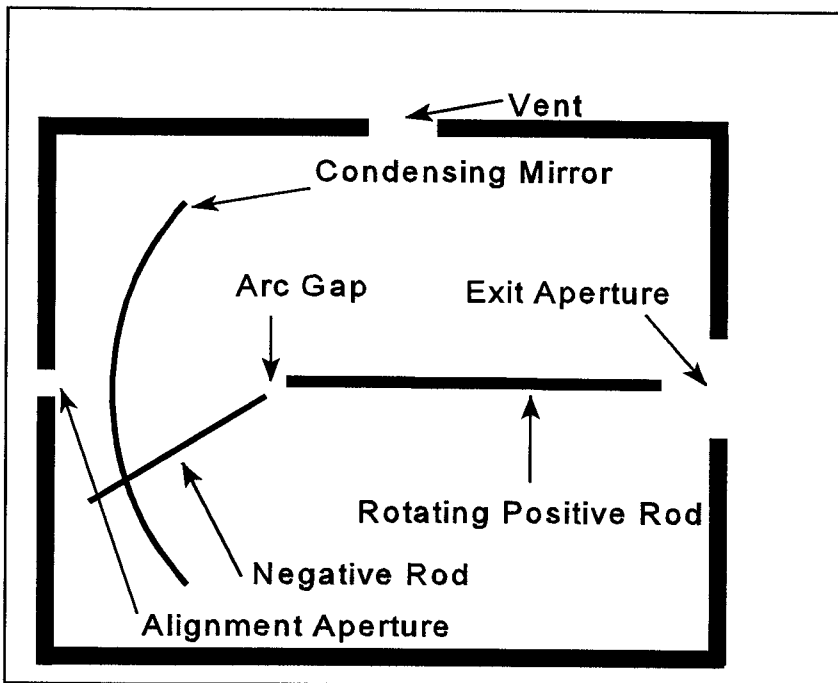 Vent
Condensing Mirror
Arc Gap
Exit Aperture
Rotating Positive Rod
Negative Rod
Alignment Aperture